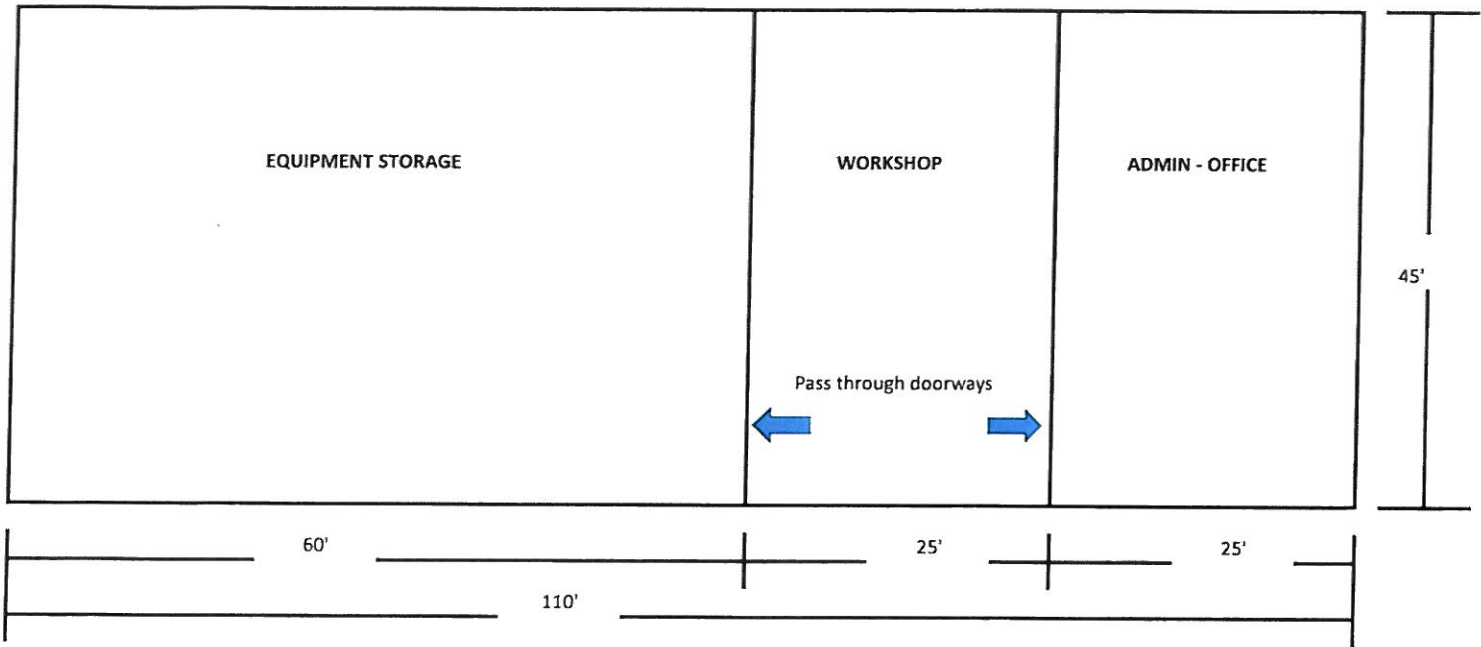 EQUIPMENT STORAGE
WORKSHOP
ADMIN - OFFICE
45'
Pass through doorways
60'
25'
25'
110'